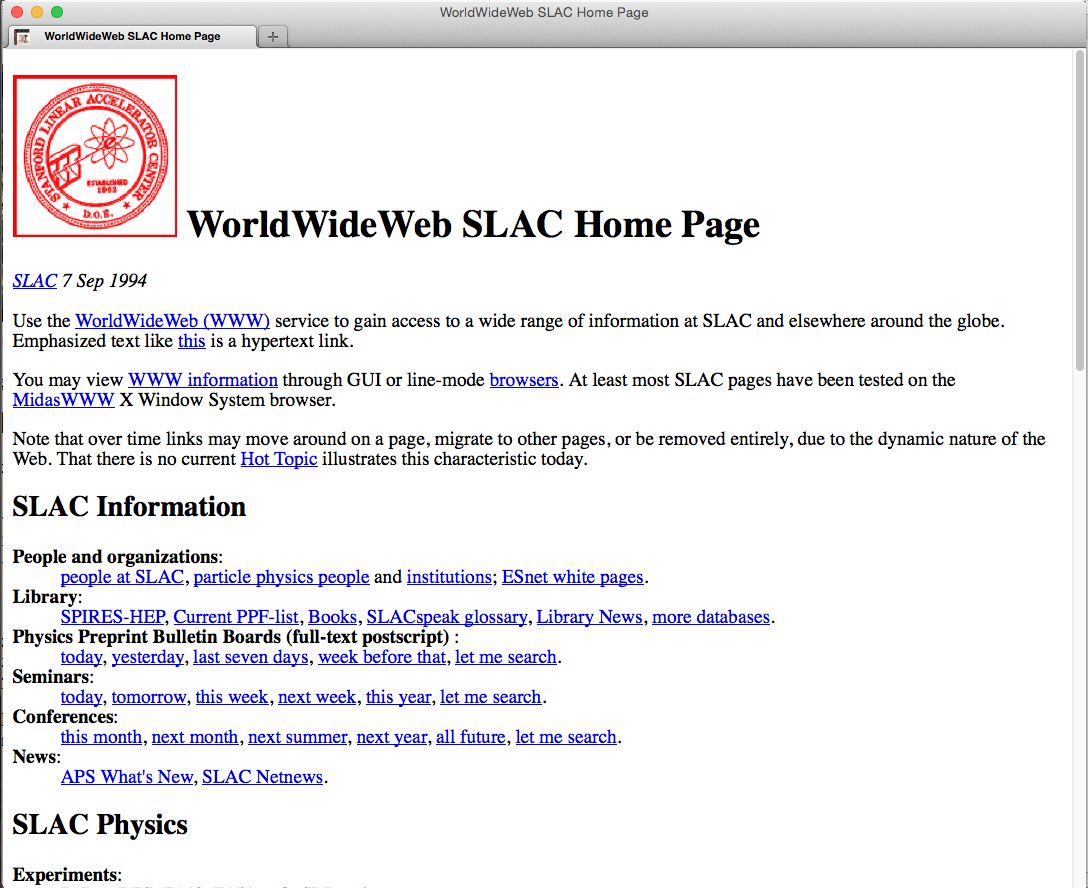 WorldWideWeb SLAC Home Page
WorldWideWeb SLAC Home Page
STANFORD LINEAR ACCELERATOR CENTER
e
ESTABLISHED
1962
D.O.E.
WorldWideWeb SLAC Home Page
SLAC 7 Sep 1994
Use the WorldWideWeb (WWW) service to gain access to a wide range of information at SLAC and elsewhere around the globe.
Emphasized text like this is a hypertext link.
You may view WWW information through GUI or line-mode browsers. At least most SLAC pages have been tested on the
MidasWWW X Window System browser.
Note that over time links may move around on a page, migrate to other pages, or be removed entirely, due to the dynamic nature of the
Web. That there is no current Hot Topic illustrates this characteristic today.
SLAC Information
People and organizations:
people at SLAC, particle physics people and institutions; ESnet white pages.
Library:
SPIRES-HEP, Current PPF-list, Books, SLACspeak glossary, Library News, more databases.
Physics Preprint Bulletin Boards (full-text postscript) :
today, yesterday, last seven days, week before that, let me search.
Seminars:
today, tomorrow, this week, next week, this year, let me search.
Conferences:
this month, next month, next summer, next year, all future, let me search.
News:
APS What's New, SLAC Netnews.
SLAC Physics
Experiments: